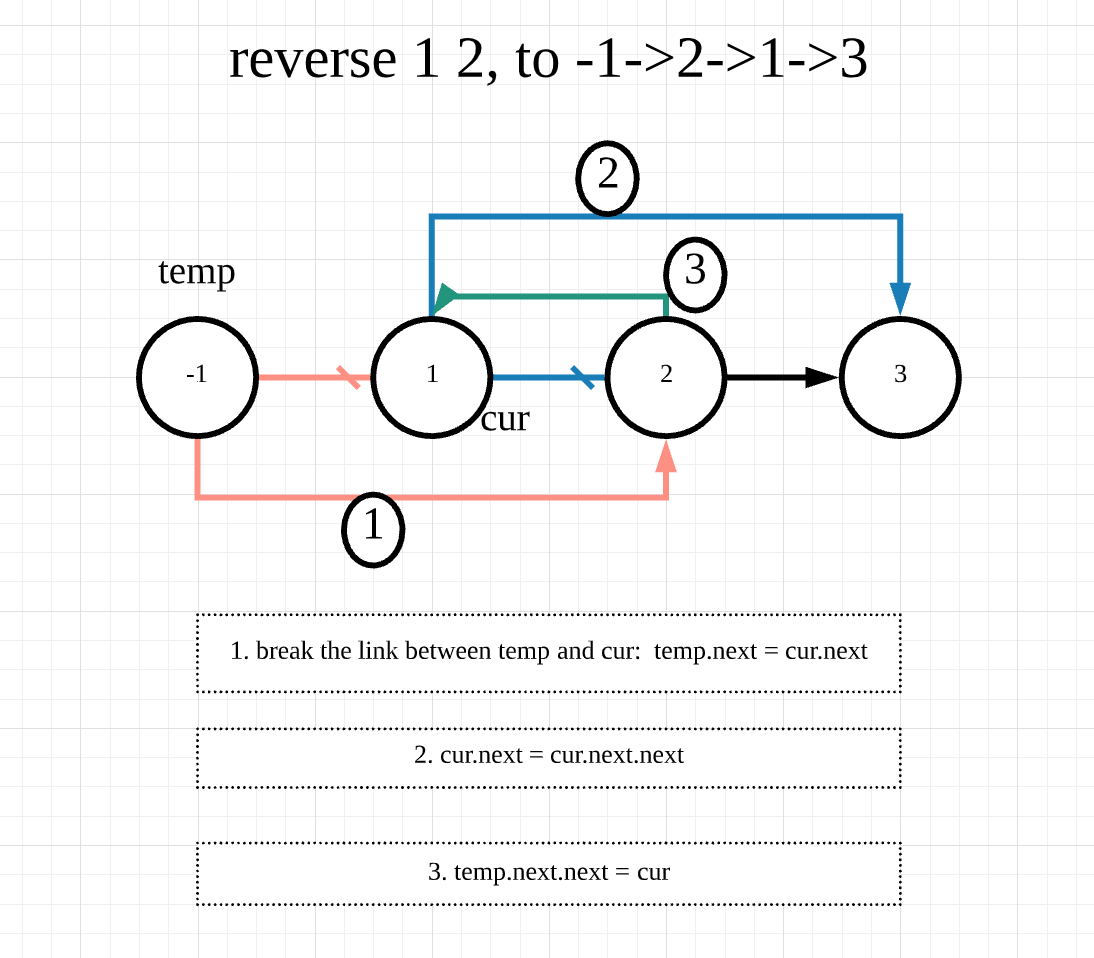 reverse 1 2, to -1->2->1->3
2
3
temp
-1
1
2
3
cur
1
1. break the link between temp and cur:  temp.next = cur.next
2. cur.next = cur.next.next
3. temp.next.next = cur